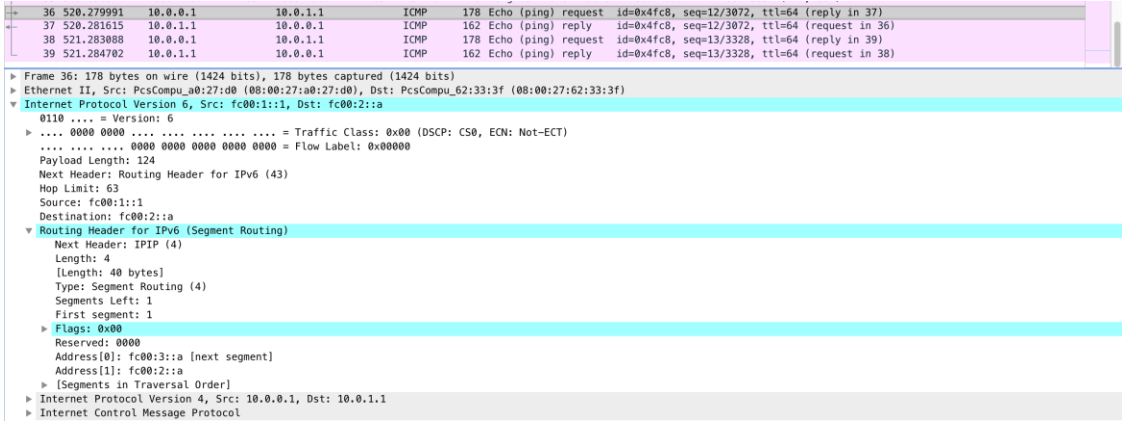 36 520.279991 10.0.0.1 10.0.1.1 ICMP 178 Echo (ping) request id=0x4fc8, seq=12/3072, ttl=64 (reply in 37)
37 520.281615 10.0.1.1 10.0.0.1 ICMP 162 Echo (ping) reply id=0x4fc8, seq=12/3072, ttl=64 (request in 36)
38 521.283088 10.0.0.1 10.0.1.1 ICMP 178 Echo (ping) request id=0x4fc8, seq=13/3328, ttl=64 (reply in 39)
39 521.284702 10.0.1.1 10.0.0.1 ICMP 162 Echo (ping) reply id=0x4fc8, seq=13/3328, ttl=64 (request in 38)
Frame 36: 178 bytes on wire (1424 bits), 178 bytes captured (1424 bits)
Ethernet II, Src: PcsCompu_a0:27:d0 (08:00:27:a0:27:d0), Dst: PcsCompu_62:33:3f (08:00:27:62:33:3f)
Internet Protocol Version 6, Src: fc00:1::1, Dst: fc00:2::a
0110 .... = Version: 6
.... 0000 0000 .... .... .... .... .... = Traffic Class: 0x00 (DSCP: CS0, ECN: Not-ECT)
.... .... .... 0000 0000 0000 0000 0000 = Flow Label: 0x00000
Payload Length: 124
Next Header: Routing Header for IPv6 (43)
Hop Limit: 63
Source: fc00:1::1
Destination: fc00:2::a
Routing Header for IPv6 (Segment Routing)
Next Header: IPIP (4)
Length: 4
[Length: 40 bytes]
Type: Segment Routing (4)
Segments Left: 1
First segment: 1
Flags: 0x00
Reserved: 0000
Address[0]: fc00:3::a [next segment]
Address[1]: fc00:2::a
[Segments in Traversal Order]
Internet Protocol Version 4, Src: 10.0.0.1, Dst: 10.0.1.1
Internet Control Message Protocol